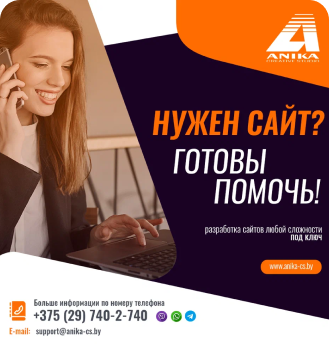 ANIKA
НУЖЕН САЙТ?
ГОТОВЫ
ПОМОЧЬ!
разработка сайтов любой сложности
ПОД КЛЮЧ
www.anika-cs.by
Больше информации по номеру телефона
+375 (29) 740-2-740
E-mail: support@anika-cs.by